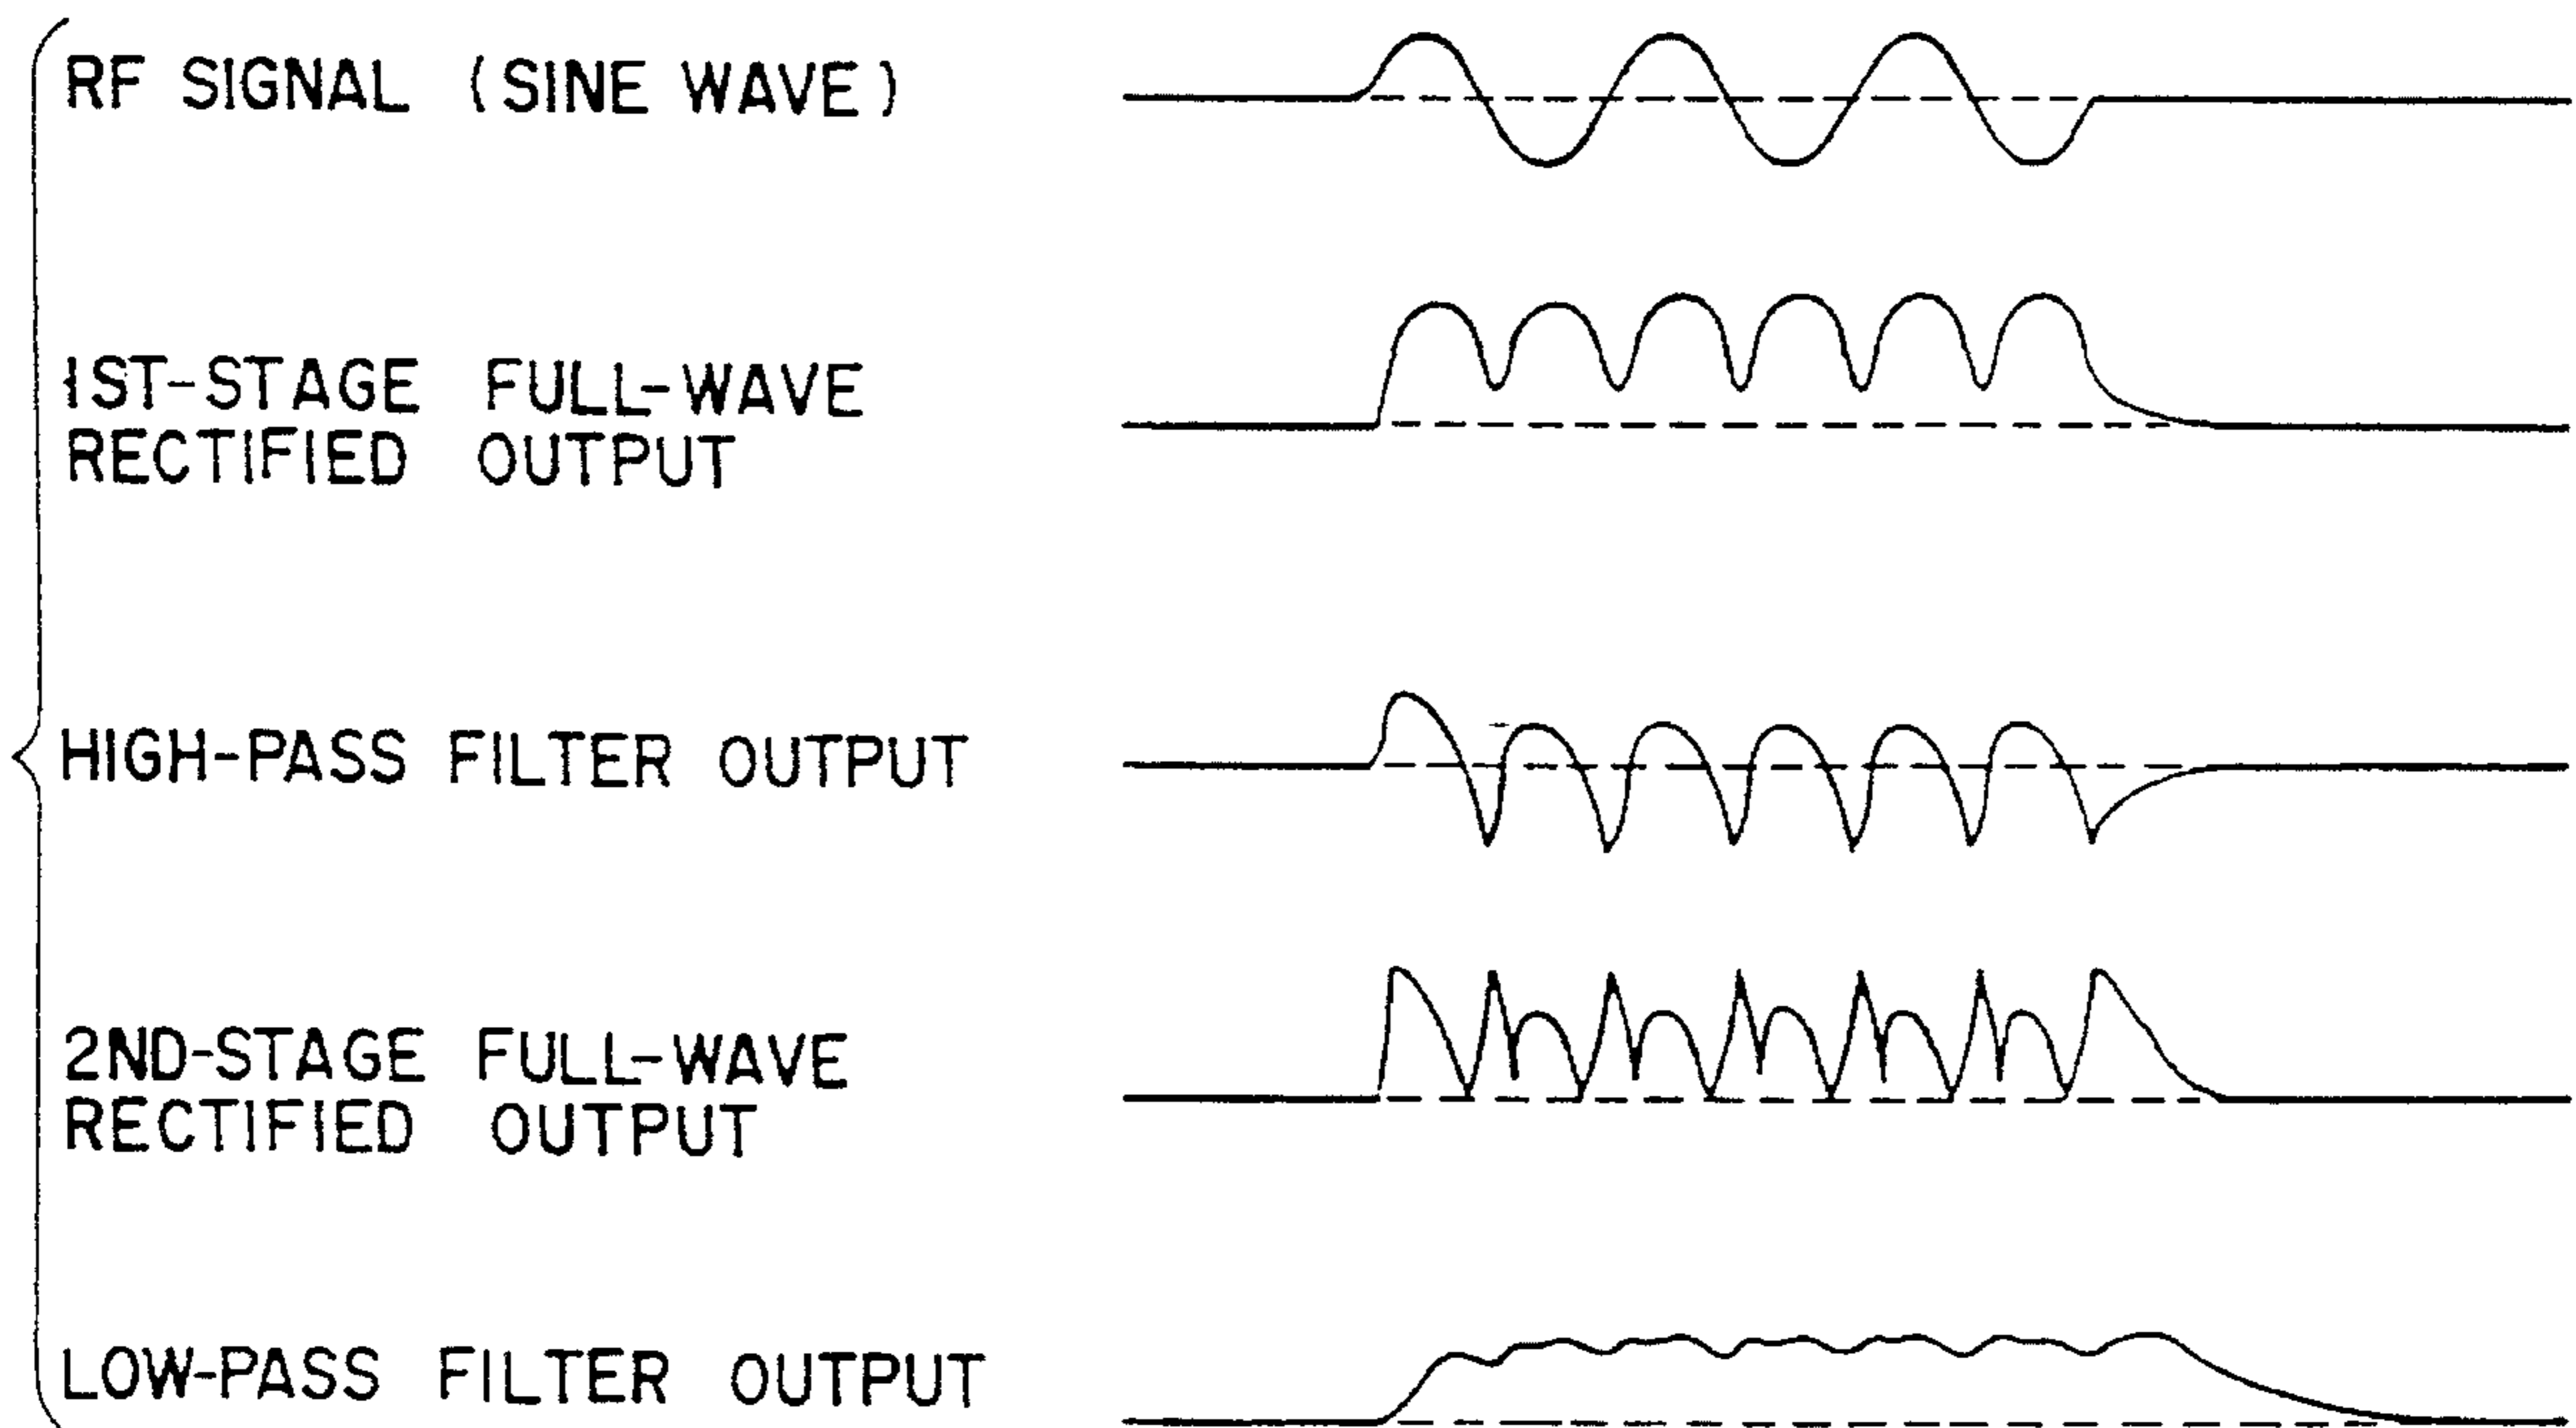 RF SIGNAL (SINE WAVE)
1ST-STAGE FULL-WAVE
RECTIFIED OUTPUT
HIGH-PASS FILTER OUTPUT
2ND-STAGE FULL-WAVE
RECTIFIED OUTPUT
LOW-PASS FILTER OUTPUT